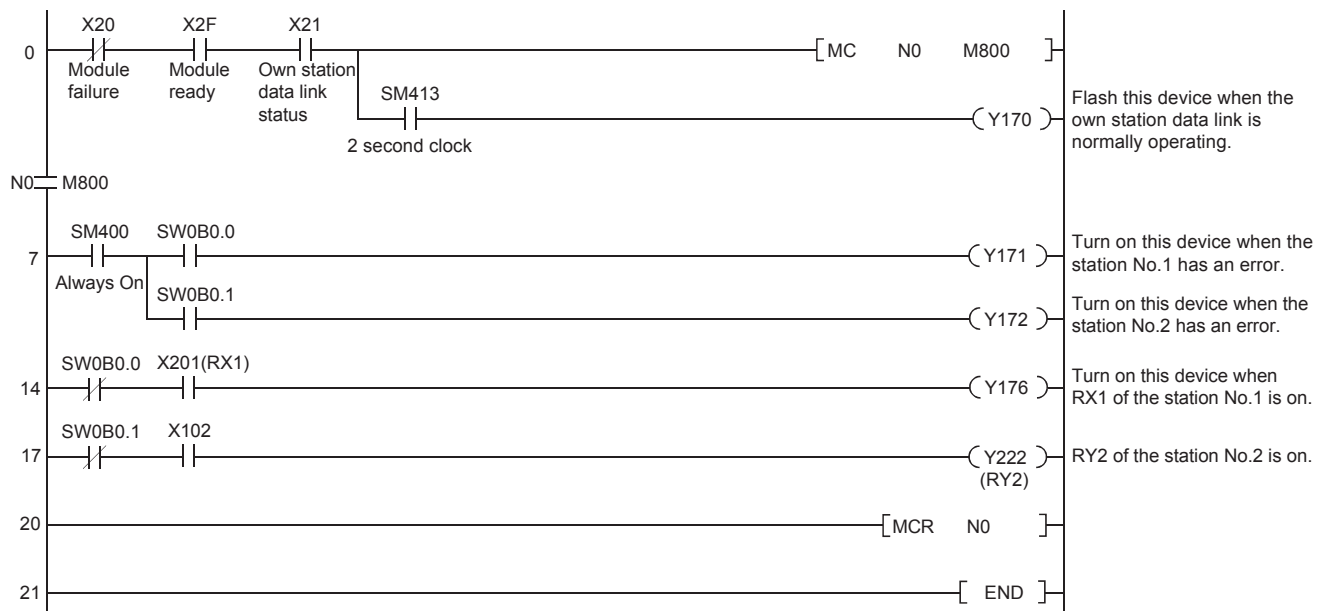 X20 X2F X21
0 MC N0 M800
Module failure
Module ready
Own station data link status
SM413
Y170
2 second clock
Flash this device when the
own station data link is
normally operating.
N0 M800
SM400 SW0B0.0
7 Y171
Always On
Turn on this device when the
station No.1 has an error.
SW0B0.1
Y172
Turn on this device when the
station No.2 has an error.
SW0B0.0 X201(RX1)
14 Y176
Turn on this device when
RX1 of the station No.1 is on.
SW0B0.1 X102
17 Y222 RY2 of the station No.2 is on.
(RY2)
20 MCR N0
21 END